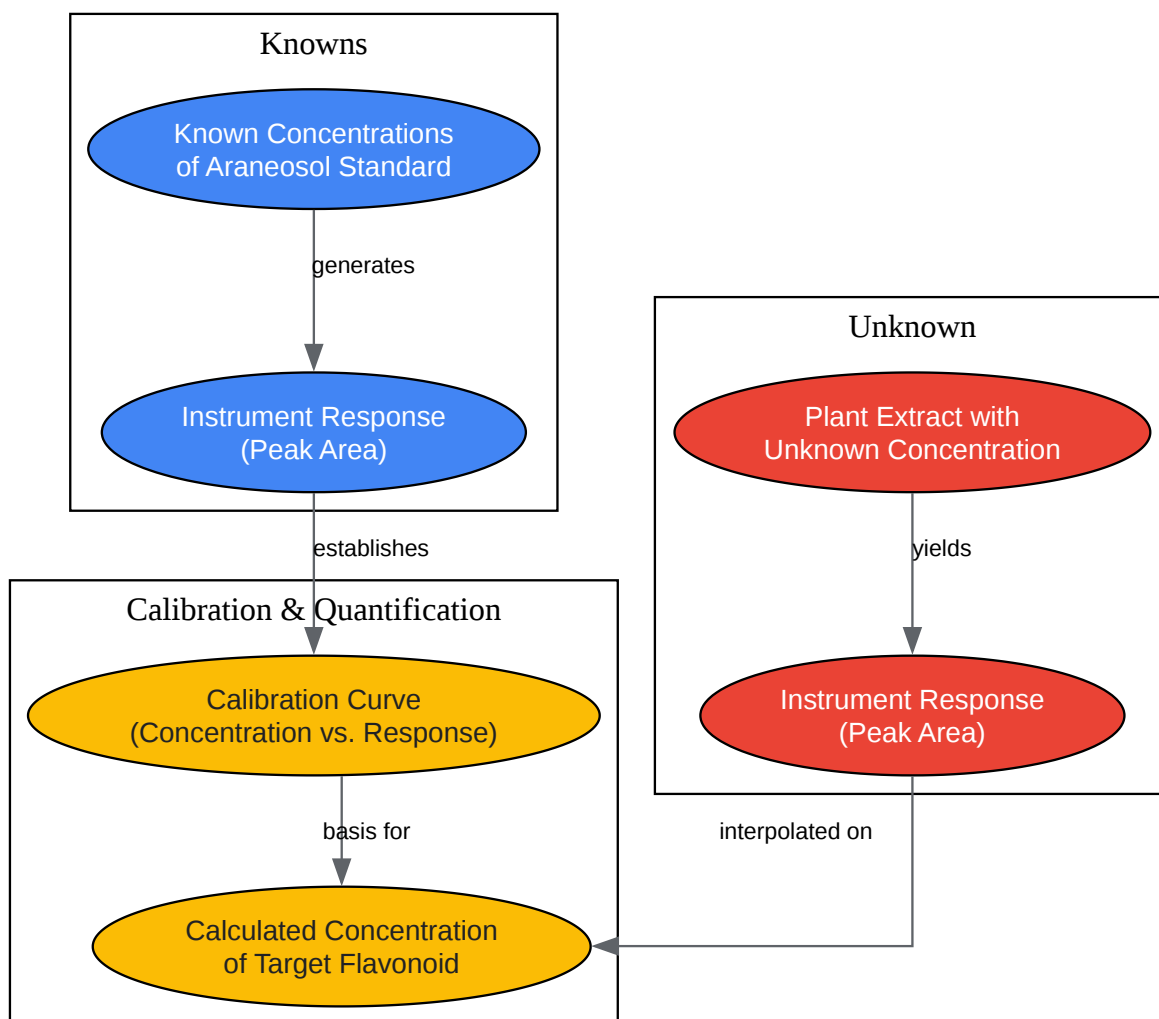 Knowns
Known Concentrations
of Araneosol Standard
generates
Instrument Response
(Peak Area)
establishes
Unknown
Plant Extract with
Unknown Concentration
yields
Instrument Response
(Peak Area)
interpolated on
Calibration & Quantification
Calibration Curve
(Concentration vs. Response)
basis for
Calculated Concentration
of Target Flavonoid